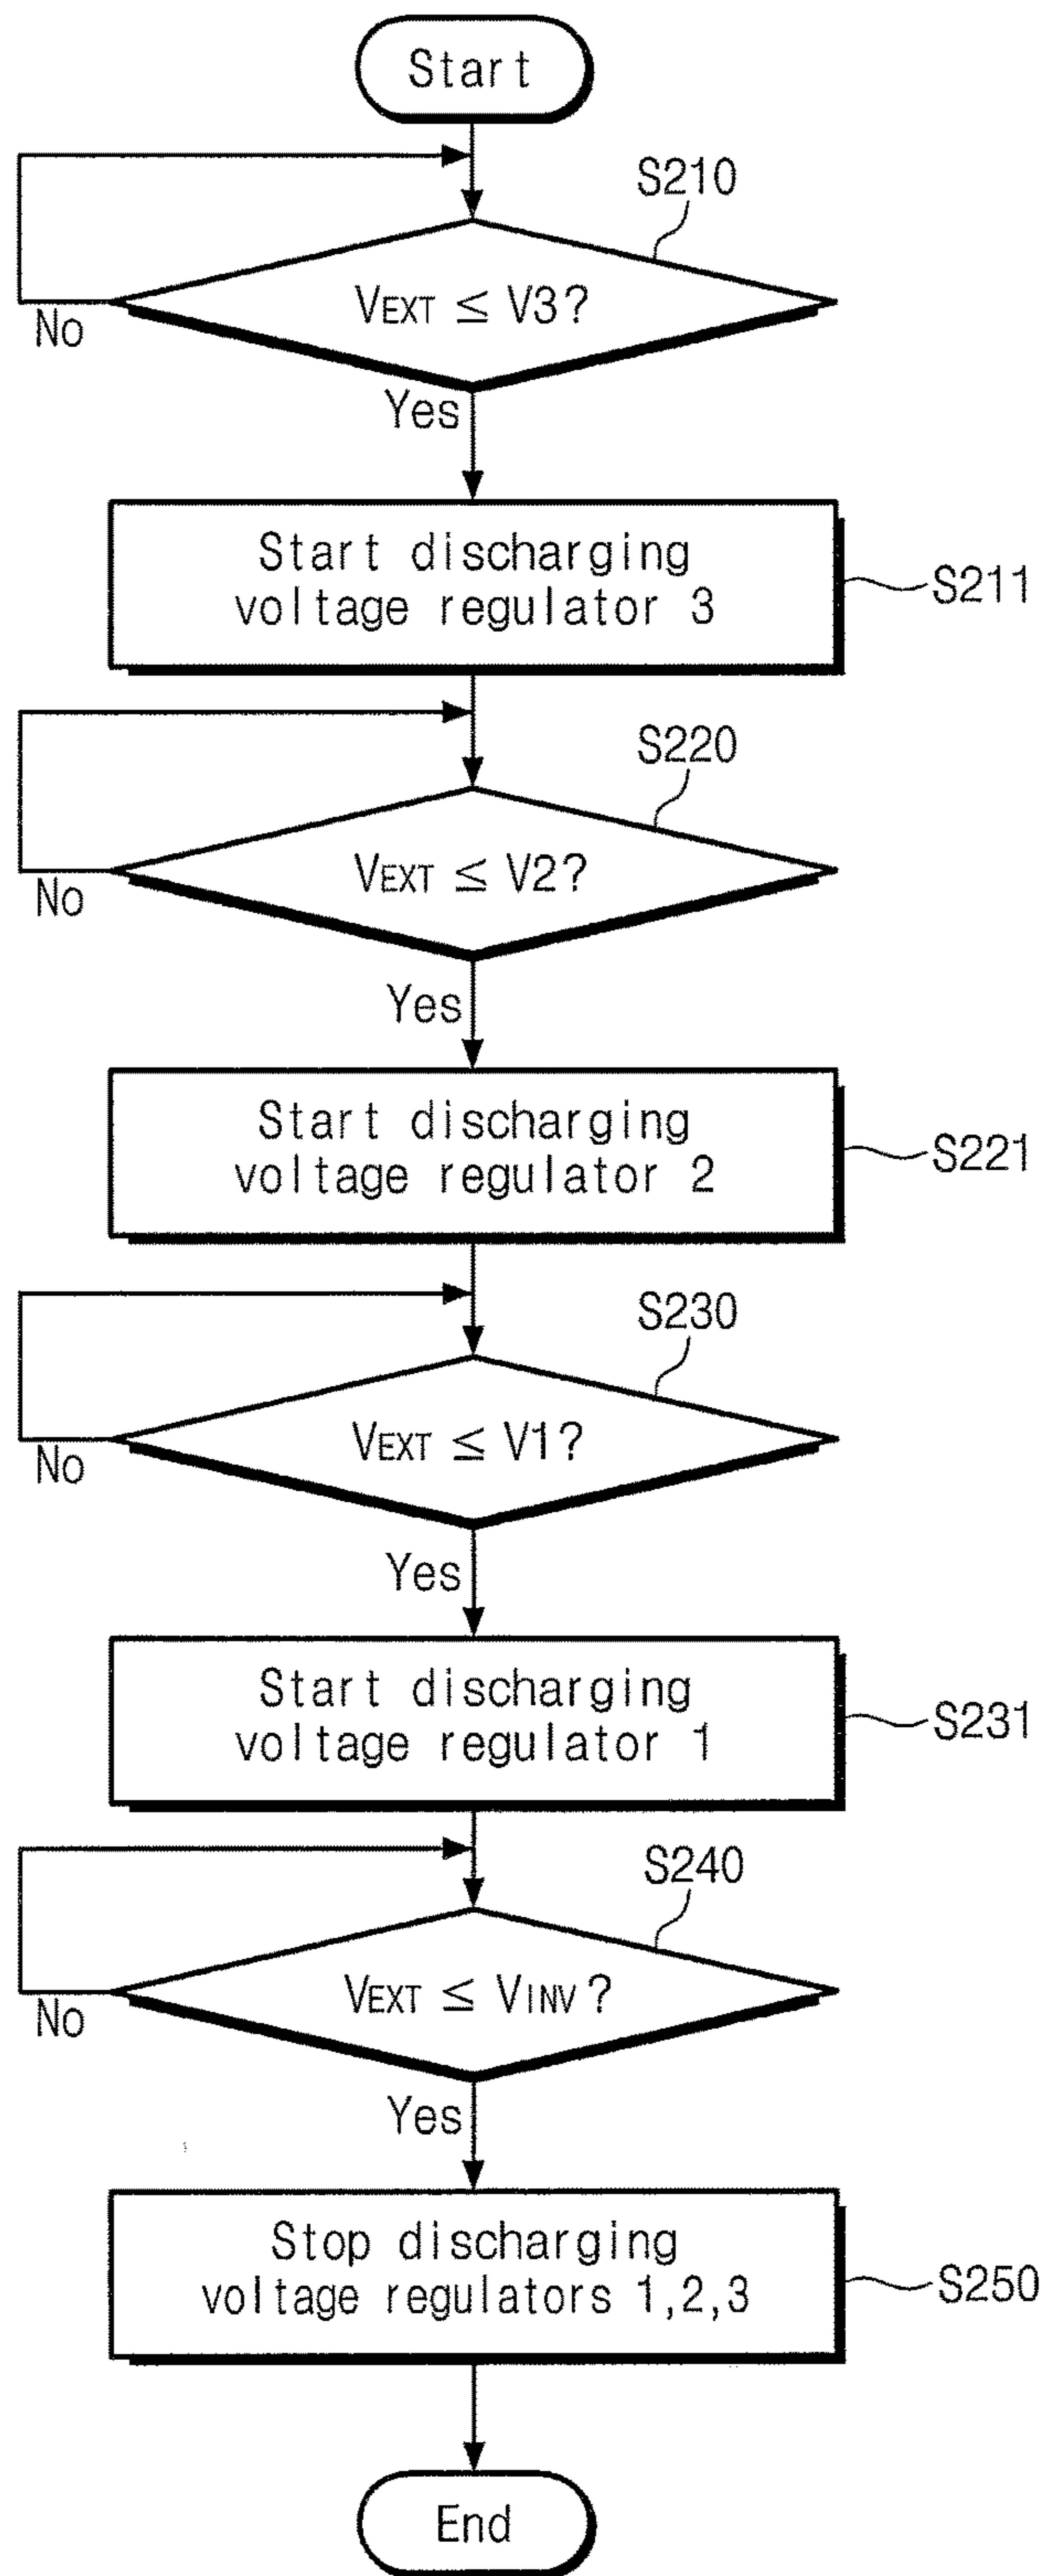 Start
S210
VEXT ≤ V3?
No
Yes
Start discharging
voltage regulator 3
S211
S220
VEXT ≤ V2?
No
Yes
Start discharging
voltage regulator 2
S221
S230
VEXT ≤ V1?
No
Yes
Start discharging
voltage regulator 1
S231
S240
VEXT ≤ VINV?
No
Yes
Stop discharging
voltage regulators 1,2,3
S250
End